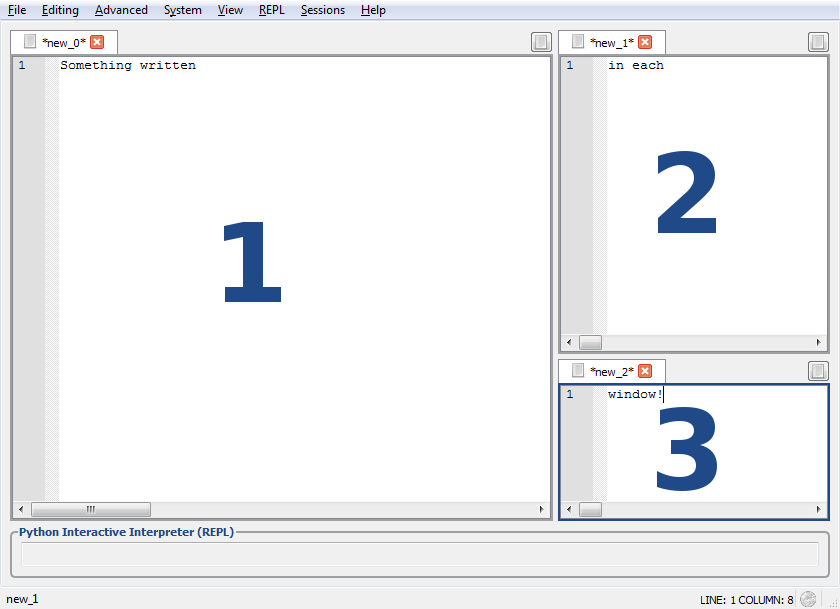 File Editing Advanced System View REPL Sessions Help
*new_0*
1 Something written
1
*new_1*
1 in each
2
*new_2*
1 window!
3
Python Interactive Interpreter (REPL)
new_1 LINE: 1 COLUMN: 8